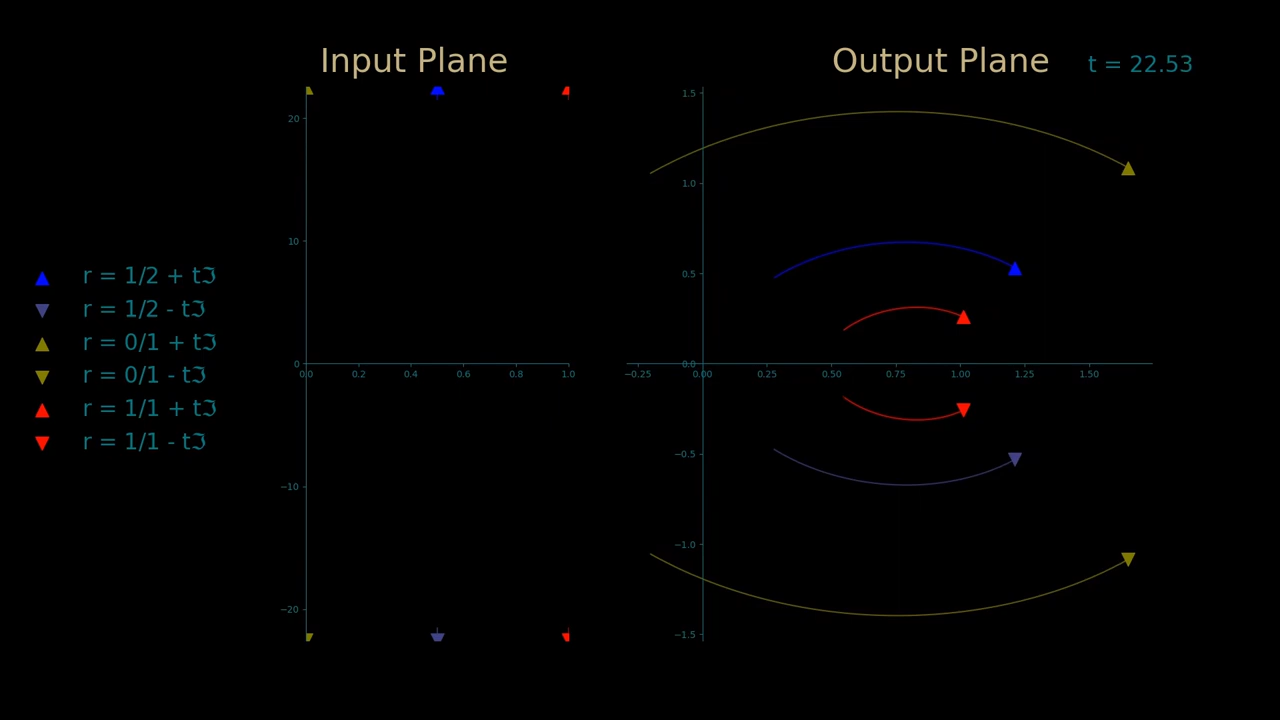 Input Plane
Output Plane
t = 22.53
r = 1/2 + tℑ
r = 1/2 - tℑ
r = 0/1 + tℑ
r = 0/1 - tℑ
r = 1/1 + tℑ
r = 1/1 - tℑ
20
10
0
−10
−20
0.0 0.2 0.4 0.6 0.8 1.0
1.5
1.0
0.5
0.0
−0.5
−1.0
−1.5
−0.25 0.00 0.25 0.50 0.75 1.00 1.25 1.50